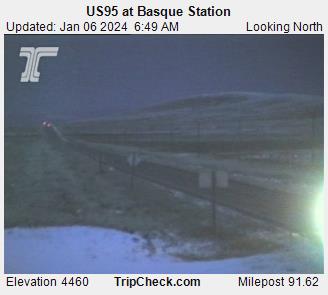 US95 at Basque Station
Updated: Jan 06 2024 6:49 AM Looking North
Elevation 4460 TripCheck.com Milepost 91.62